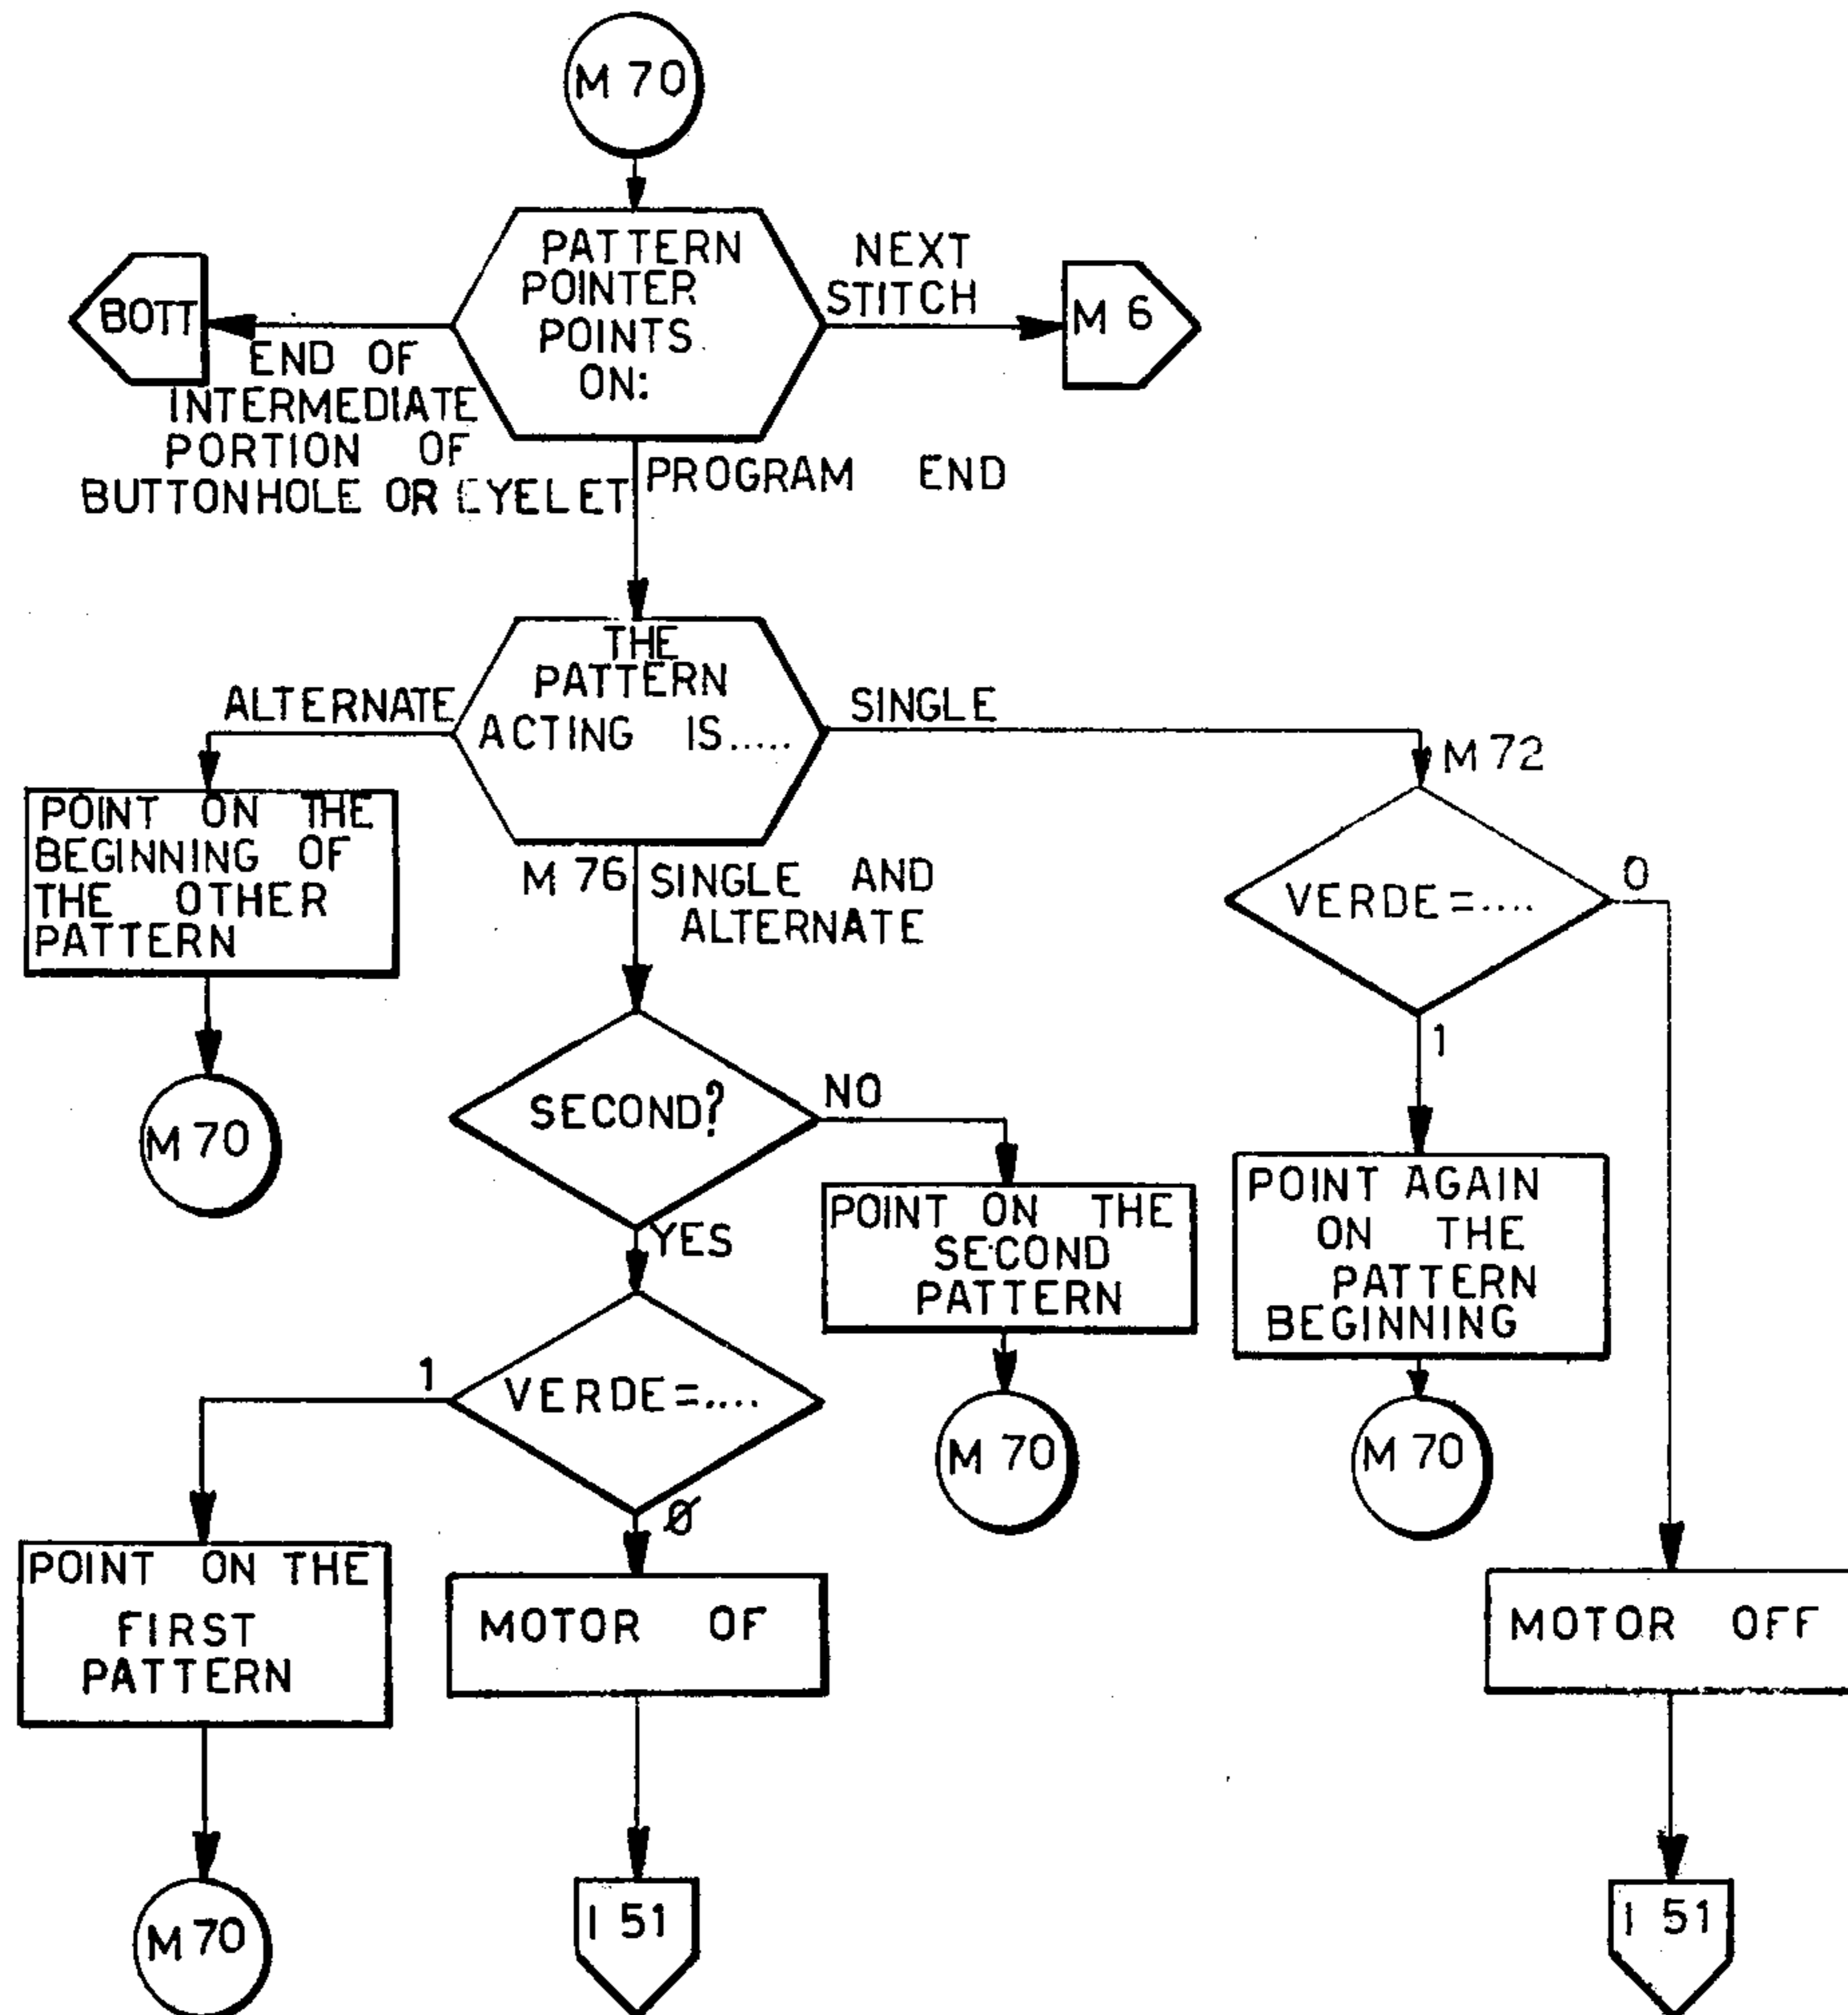 M 70
PATTERN
POINTER
POINTS
ON:
NEXT
STITCH
M 6
BOTT
END OF
INTERMEDIATE
PORTION OF
BUTTONHOLE OR EYELET
PROGRAM END
THE
PATTERN
ACTING IS.....
ALTERNATE
SINGLE
M 72
POINT ON THE
BEGINNING OF
THE OTHER
PATTERN
M 70
M 76
SINGLE AND
ALTERNATE
VERDE=....
0
1
SECOND?
NO
YES
POINT ON THE
SECOND
PATTERN
M 70
POINT AGAIN
ON THE
PATTERN
BEGINNING
M 70
VERDE=....
1
Ø
POINT ON THE
FIRST
PATTERN
M 70
MOTOR OF
I 51
MOTOR OFF
I 51